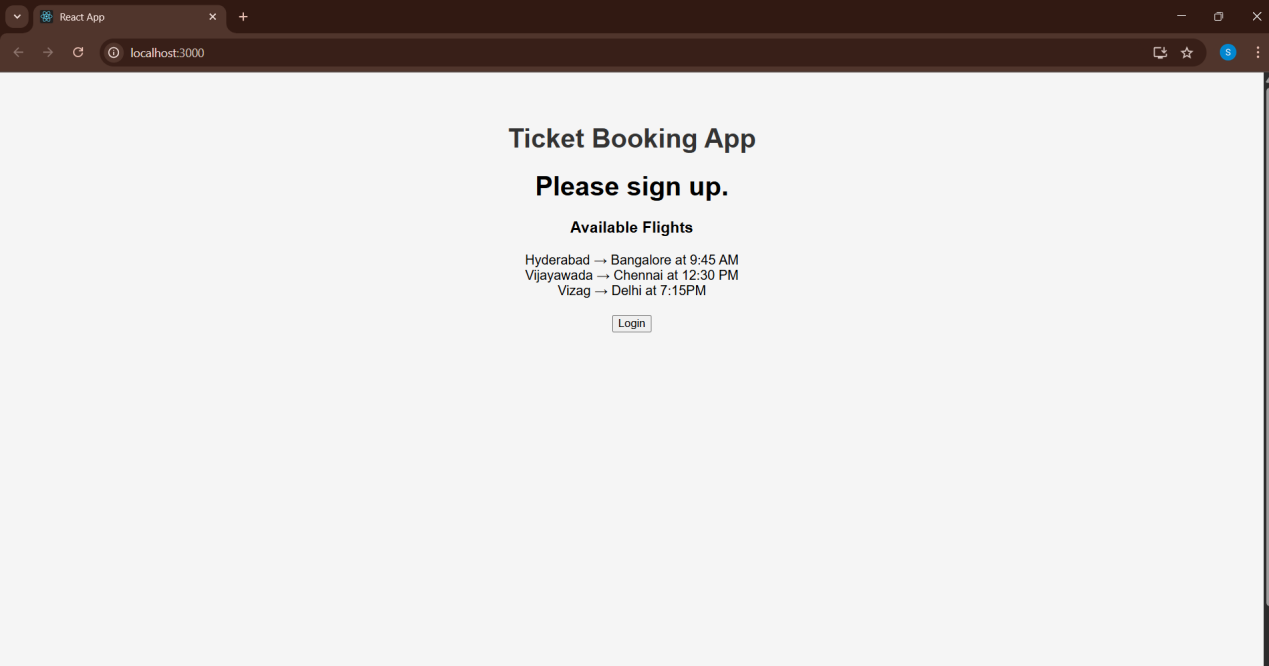 React App
localhost:3000
S
Ticket Booking App
Please sign up.
Available Flights
Hyderabad → Bangalore at 9:45 AM
Vijayawada → Chennai at 12:30 PM
Vizag → Delhi at 7:15PM
Login